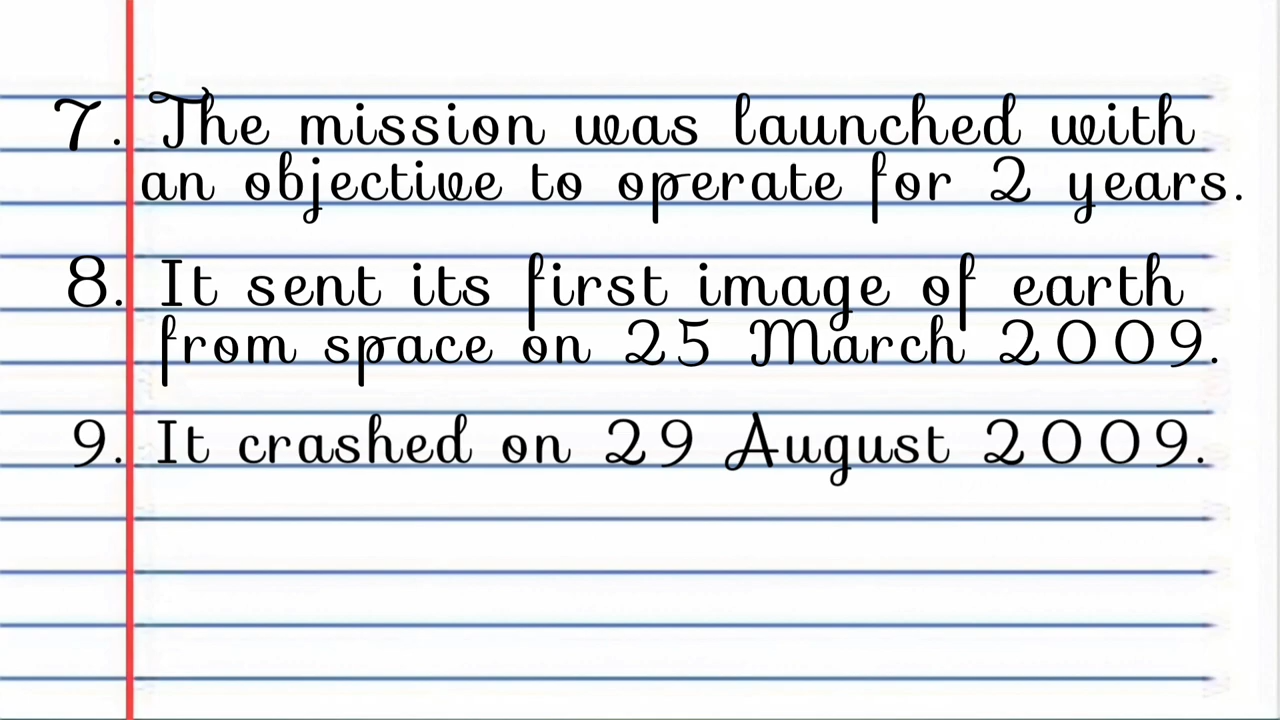 7. The mission was launched with
an objective to operate for 2 years.
8. It sent its first image of earth
from space on 25 March 2009.
9. It crashed on 29 August 2009.